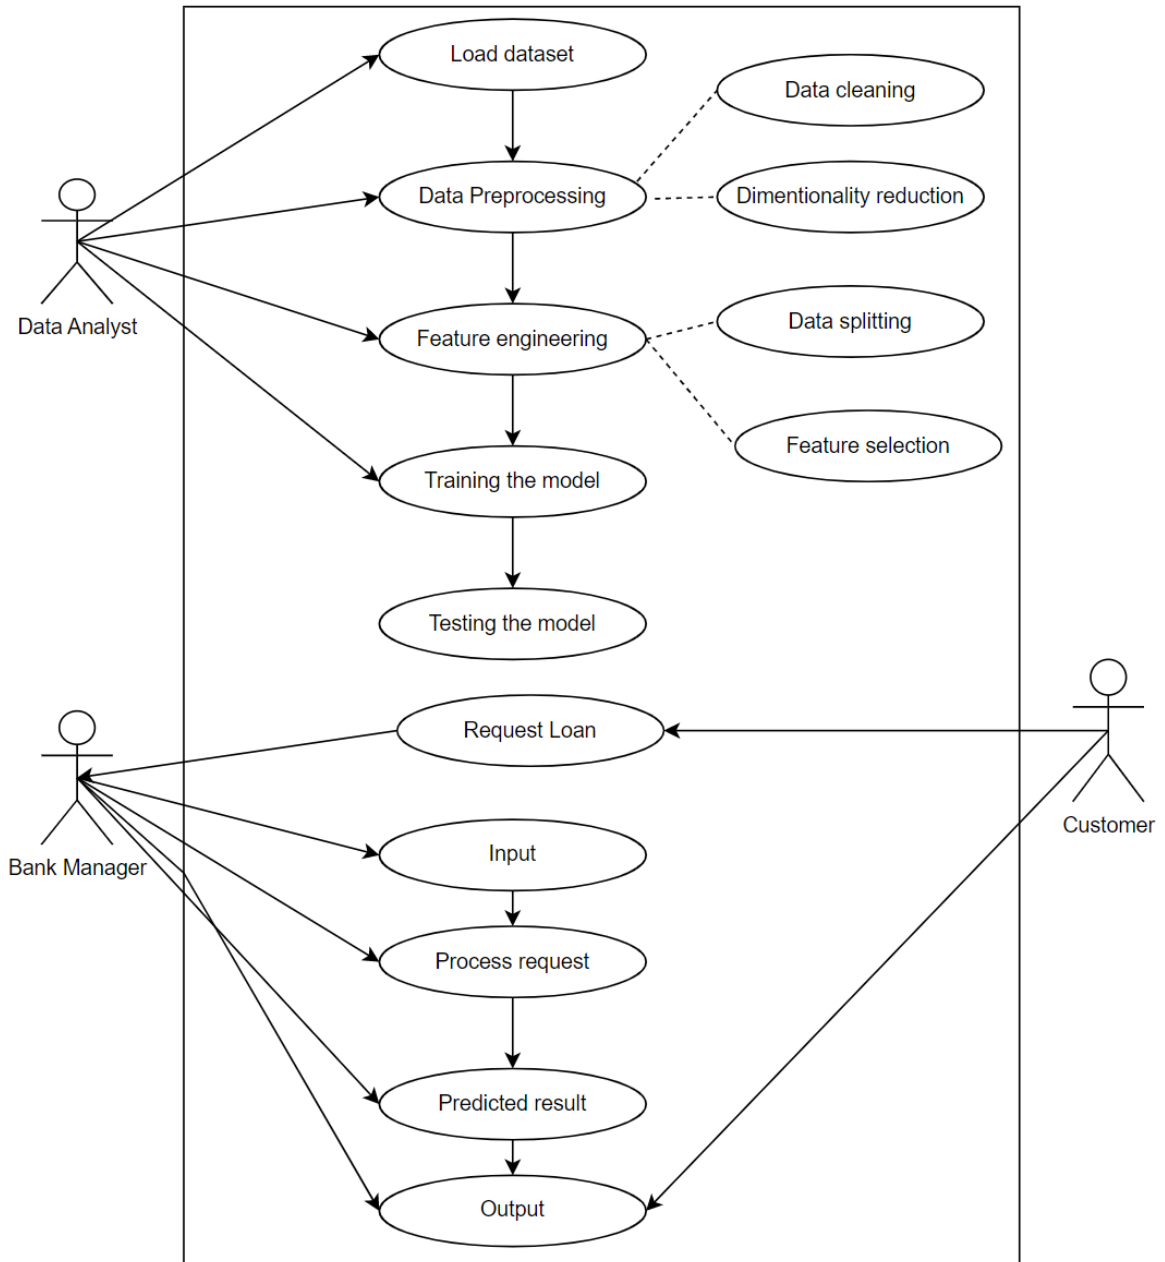 Load dataset
Data cleaning
Data Preprocessing
Dimentionality reduction
Data Analyst
Feature engineering
Data splitting
Feature selection
Training the model
Testing the model
Request Loan
Customer
Bank Manager
Input
Process request
Predicted result
Output